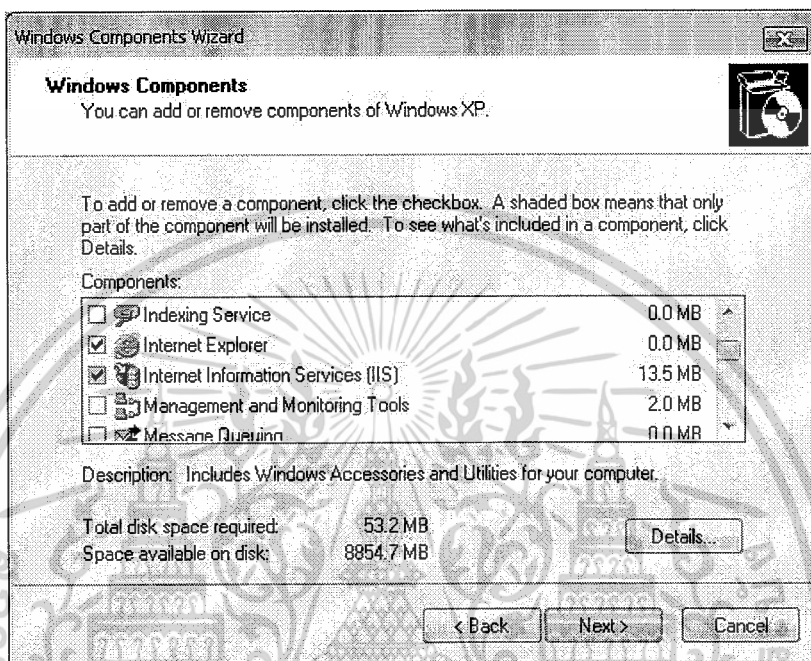 Windows Components Wizard
Windows Components
You can add or remove components of Windows XP.
To add or remove a component, click the checkbox. A shaded box means that only
part of the component will be installed. To see what's included in a component, click
Details.
Components:
Indexing Service 0.0 MB
Internet Explorer 0.0 MB
Internet Information Services (IIS) 13.5 MB
Management and Monitoring Tools 2.0 MB
Message Queuing 0.0 MB
Description: Includes Windows Accessories and Utilities for your computer.
Total disk space required: 53.2 MB
Space available on disk: 8854.7 MB
Details...
< Back Next > Cancel